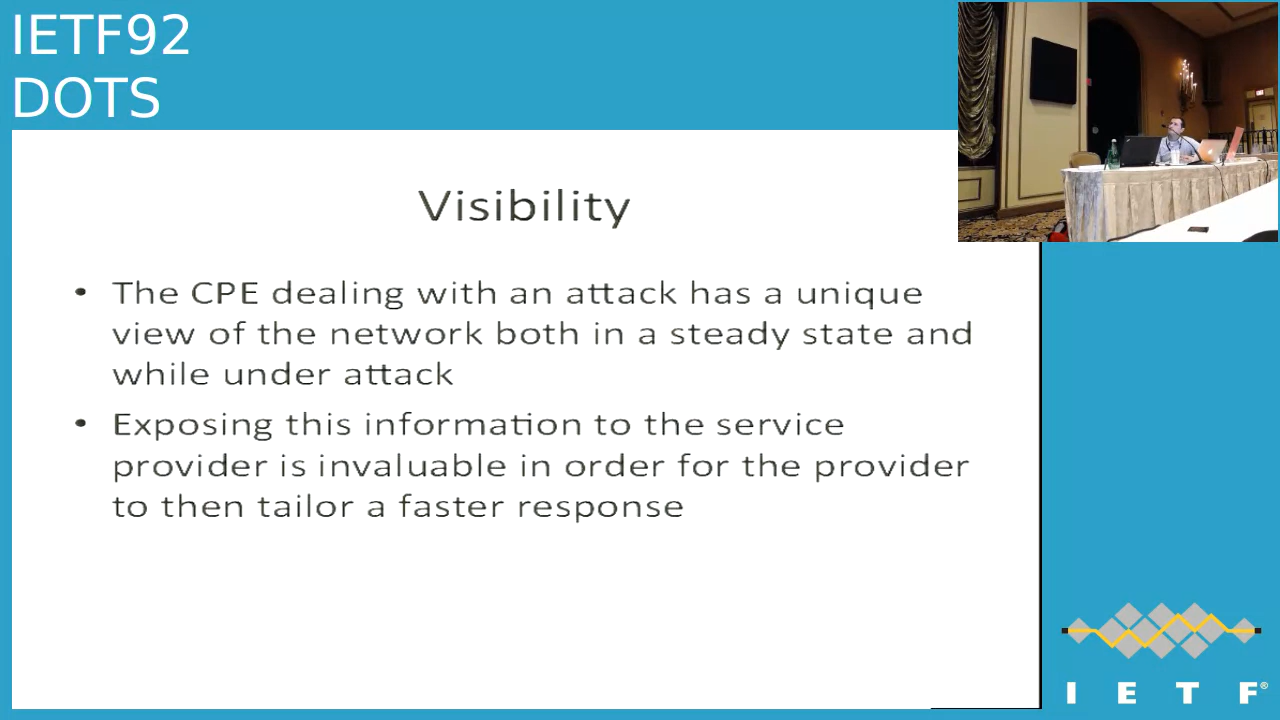 IETF92
DOTS
Visibility
• The CPE dealing with an attack has a unique
view of the network both in a steady state and
while under attack
• Exposing this information to the service
provider is invaluable in order for the provider
to then tailor a faster response
I E T F®